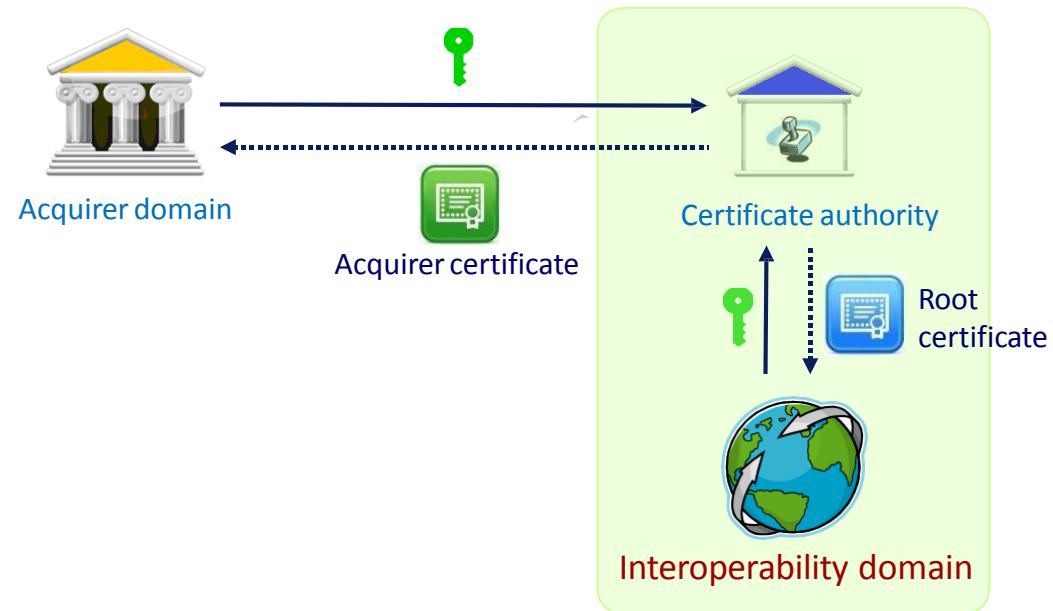 Acquirer domain
Certificate authority
Acquirer certificate
Root
certificate
Interoperability domain